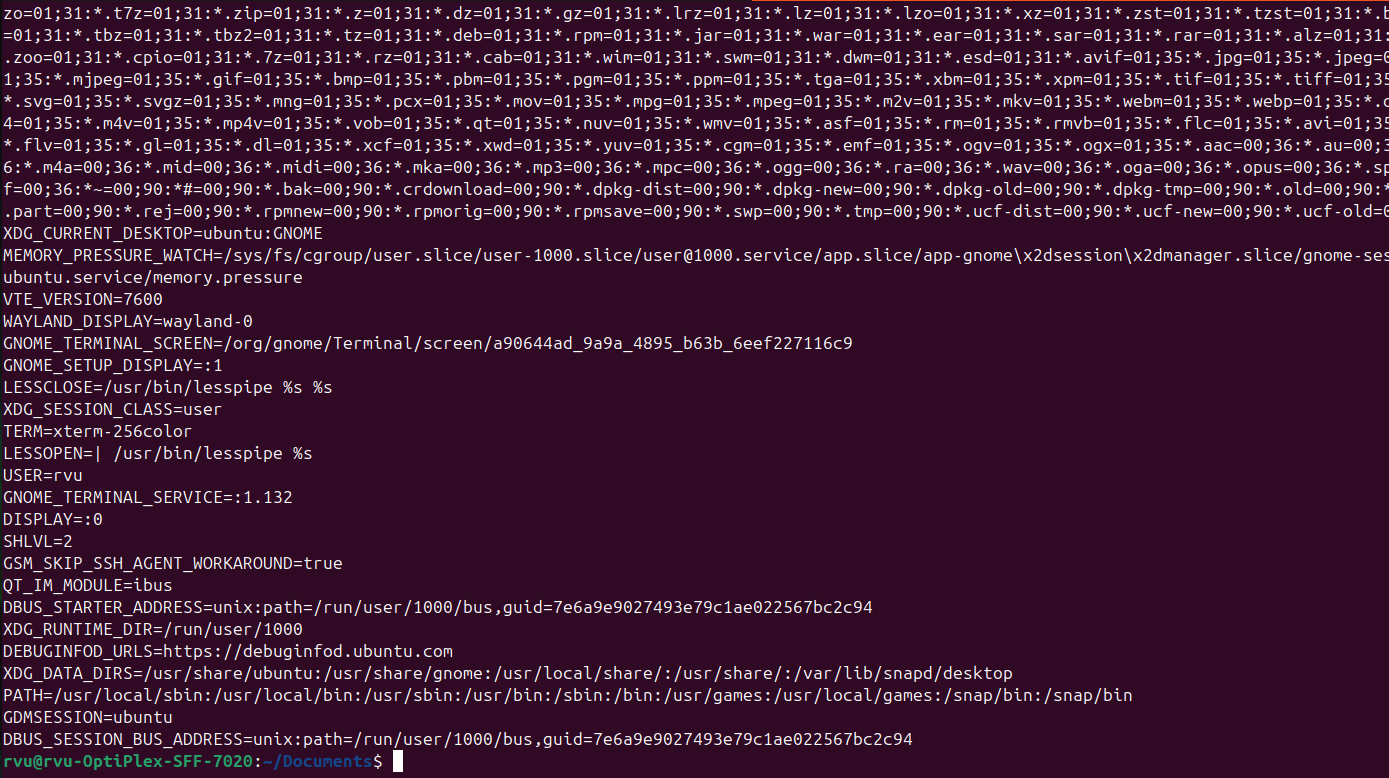 zo=01;31:*.t7z=01;31:*.zip=01;31:*.z=01;31:*.dz=01;31:*.gz=01;31:*.lrz=01;31:*.lz=01;31:*.lzo=01;31:*.xz=01;31:*.zst=01;31:*.tzst=01;31:*.b
=01;31:*.tbz=01;31:*.tbz2=01;31:*.tz=01;31:*.deb=01;31:*.rpm=01;31:*.jar=01;31:*.war=01;31:*.ear=01;31:*.sar=01;31:*.rar=01;31:*.alz=01;31:
.zoo=01;31:*.cpio=01;31:*.7z=01;31:*.rz=01;31:*.cab=01;31:*.wim=01;31:*.swm=01;31:*.dwm=01;31:*.esd=01;31:*.avif=01;35:*.jpg=01;35:*.jpeg=0
1;35:*.mjpeg=01;35:*.gif=01;35:*.bmp=01;35:*.pbm=01;35:*.pgm=01;35:*.ppm=01;35:*.tga=01;35:*.xbm=01;35:*.xpm=01;35:*.tif=01;35:*.tiff=01;35
*.svg=01;35:*.svgz=01;35:*.mng=01;35:*.pcx=01;35:*.mov=01;35:*.mpg=01;35:*.mpeg=01;35:*.m2v=01;35:*.mkv=01;35:*.webm=01;35:*.webp=01;35:*.
4=01;35:*.m4v=01;35:*.mp4v=01;35:*.vob=01;35:*.qt=01;35:*.nuv=01;35:*.wmv=01;35:*.asf=01;35:*.rm=01;35:*.rmvb=01;35:*.flc=01;35:*.avi=01;35
*.flv=01;35:*.gl=01;35:*.dl=01;35:*.xcf=01;35:*.xwd=01;35:*.yuv=01;35:*.cgm=01;35:*.emf=01;35:*.ogv=01;35:*.ogx=01;35:*.aac=00;36:*.au=00;3
6:*.m4a=00;36:*.mid=00;36:*.midi=00;36:*.mka=00;36:*.mp3=00;36:*.mpc=00;36:*.ogg=00;36:*.ra=00;36:*.wav=00;36:*.oga=00;36:*.opus=00;36:*.sp
f=00;36:*~=00;90:*#=00;90:*.bak=00;90:*.crdownload=00;90:*.dpkg-dist=00;90:*.dpkg-new=00;90:*.dpkg-old=00;90:*.dpkg-tmp=00;90:*.old=00;90:*
.part=00;90:*.rej=00;90:*.rpmnew=00;90:*.rpmorig=00;90:*.rpmsave=00;90:*.swp=00;90:*.tmp=00;90:*.ucf-dist=00;90:*.ucf-new=00;90:*.ucf-old=0
XDG_CURRENT_DESKTOP=ubuntu:GNOME
MEMORY_PRESSURE_WATCH=/sys/fs/cgroup/user.slice/user-1000.slice/user@1000.service/app.slice/app-gnome\x2dsession\x2dmanager.slice/gnome-ses
ubuntu.service/memory.pressure
VTE_VERSION=7600
WAYLAND_DISPLAY=wayland-0
GNOME_TERMINAL_SCREEN=/org/gnome/Terminal/screen/a90644ad_9a9a_4895_b63b_6eef227116c9
GNOME_SETUP_DISPLAY=:1
LESSCLOSE=/usr/bin/lesspipe %s %s
XDG_SESSION_CLASS=user
TERM=xterm-256color
LESSOPEN=| /usr/bin/lesspipe %s
USER=rvu
GNOME_TERMINAL_SERVICE=:1.132
DISPLAY=:0
SHLVL=2
GSM_SKIP_SSH_AGENT_WORKAROUND=true
QT_IM_MODULE=ibus
DBUS_STARTER_ADDRESS=unix:path=/run/user/1000/bus,guid=7e6a9e9027493e79c1ae022567bc2c94
XDG_RUNTIME_DIR=/run/user/1000
DEBUGINFOD_URLS=https://debuginfod.ubuntu.com
XDG_DATA_DIRS=/usr/share/ubuntu:/usr/share/gnome:/usr/local/share/:/usr/share/:/var/lib/snapd/desktop
PATH=/usr/local/sbin:/usr/local/bin:/usr/sbin:/usr/bin:/sbin:/bin:/usr/games:/usr/local/games:/snap/bin:/snap/bin
GDMSESSION=ubuntu
DBUS_SESSION_BUS_ADDRESS=unix:path=/run/user/1000/bus,guid=7e6a9e9027493e79c1ae022567bc2c94
rvu@rvu-OptiPlex-SFF-7020:~/Documents$